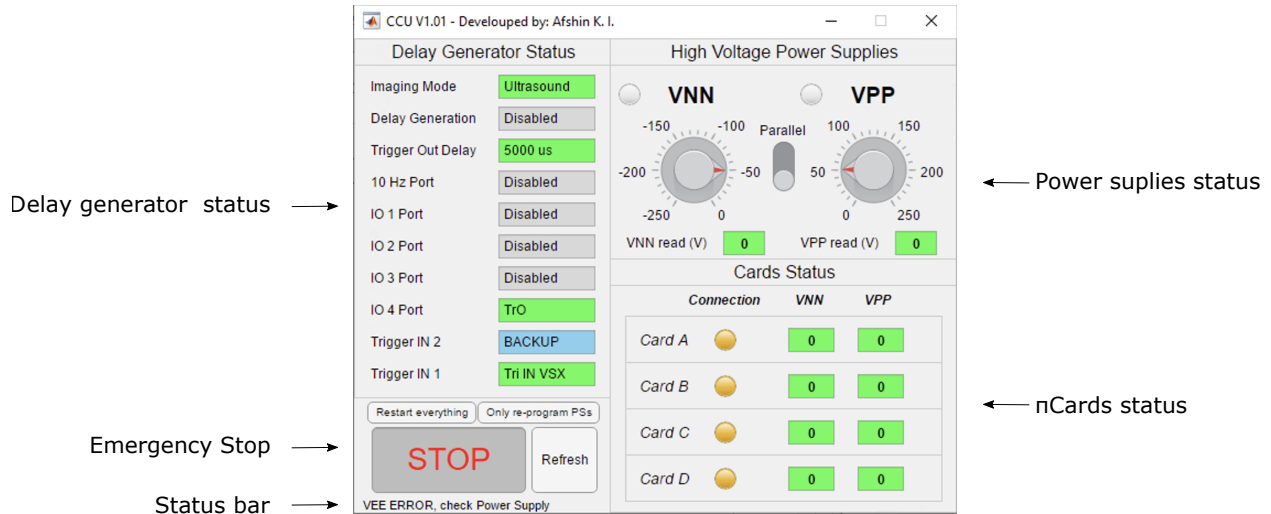 CCU V1.01 - Develouped by: Afshin K. I.
Delay Generator Status
Imaging Mode Ultrasound
Delay Generation Disabled
Trigger Out Delay 5000 us
10 Hz Port Disabled
IO 1 Port Disabled
IO 2 Port Disabled
IO 3 Port Disabled
IO 4 Port TrO
Trigger IN 2 BACKUP
Trigger IN 1 Tri IN VSX
Restart everything Only re-program PSs
STOP Refresh
VEE ERROR, check Power Supply
High Voltage Power Supplies
VNN VPP
-150 -100 Parallel 100 150
-200 -50 50 200
-250 0 0 250
VNN read (V) 0 VPP read (V) 0
Cards Status
Connection VNN VPP
Card A 0 0
Card B 0 0
Card C 0 0
Card D 0 0
Delay generator status
Emergency Stop
Status bar
Power suplies status
πCards status